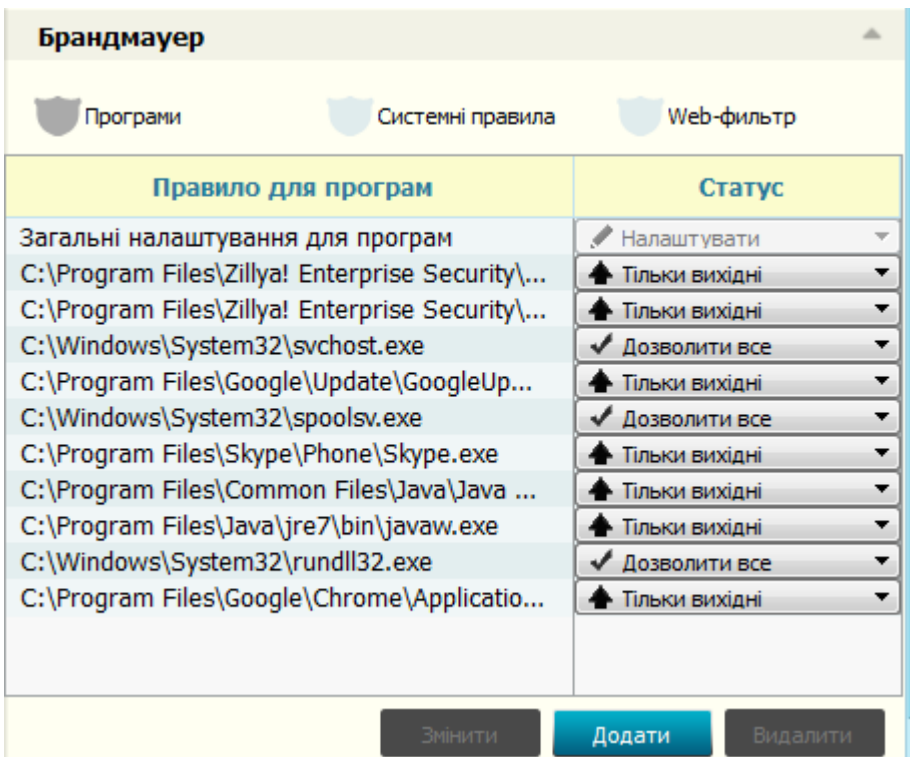 Брандмауер
Програми Системні правила Web-фильтр
Правило для програм Статус
Загальні налаштування для програм Налаштувати
C:\Program Files\Zillya! Enterprise Security\... Тільки вихідні
C:\Program Files\Zillya! Enterprise Security\... Тільки вихідні
C:\Windows\System32\svchost.exe Дозволити все
C:\Program Files\Google\Update\GoogleUp... Тільки вихідні
C:\Windows\System32\spoolsv.exe Дозволити все
C:\Program Files\Skype\Phone\Skype.exe Тільки вихідні
C:\Program Files\Common Files\Java\Java ... Тільки вихідні
C:\Program Files\Java\jre7\bin\javaw.exe Тільки вихідні
C:\Windows\System32\rundll32.exe Дозволити все
C:\Program Files\Google\Chrome\Applicatio... Тільки вихідні
Змінити Додати Видалити